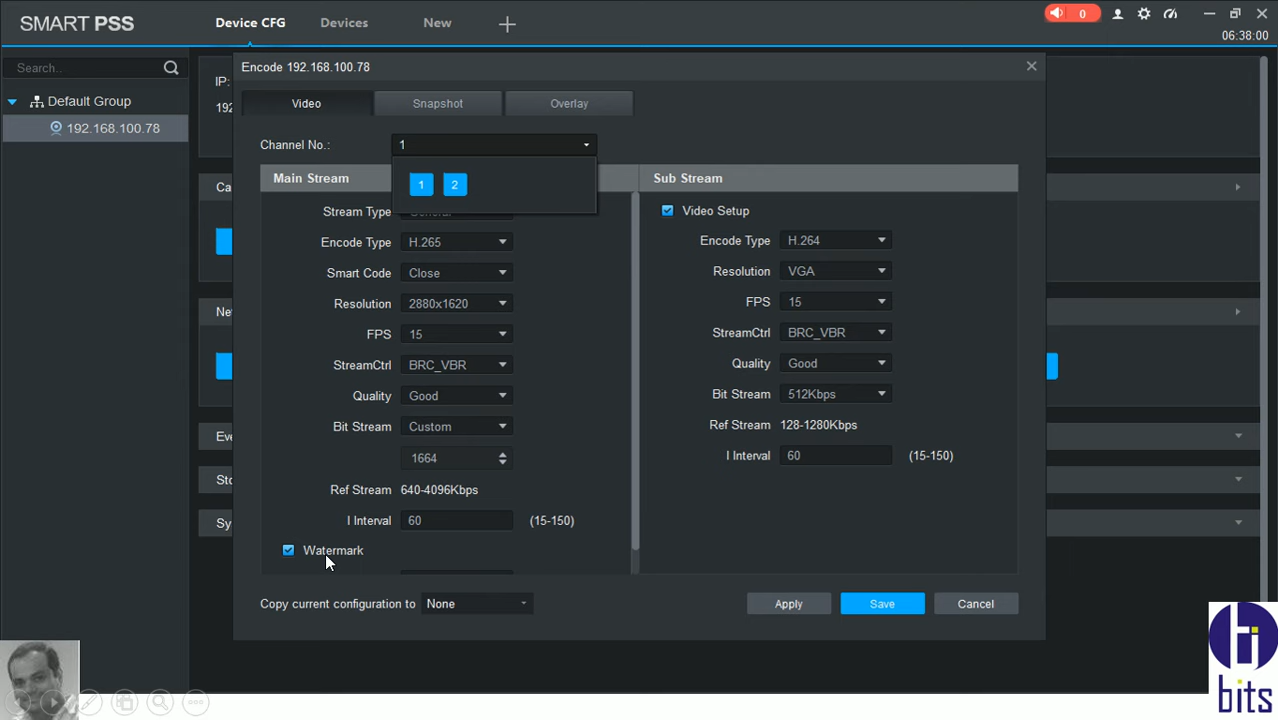 SMART PSS Device CFG Devices New 0
06:38:00
Search...
Default Group
192.168.100.78
IP:
192
Encode 192.168.100.78
Video Snapshot Overlay
Channel No.: 1
1 2
Main Stream
Stream Type General
Encode Type H.265
Smart Code Close
Resolution 2880x1620
FPS 15
StreamCtrl BRC_VBR
Quality Good
Bit Stream Custom
1664
Ref Stream 640-4096Kbps
I Interval 60 (15-150)
Watermark
Sub Stream
Video Setup
Encode Type H.264
Resolution VGA
FPS 15
StreamCtrl BRC_VBR
Quality Good
Bit Stream 512Kbps
Ref Stream 128-1280Kbps
I Interval 60 (15-150)
Copy current configuration to None
Apply Save Cancel
Ca
Net
Eve
Sto
Sy
hi
bits